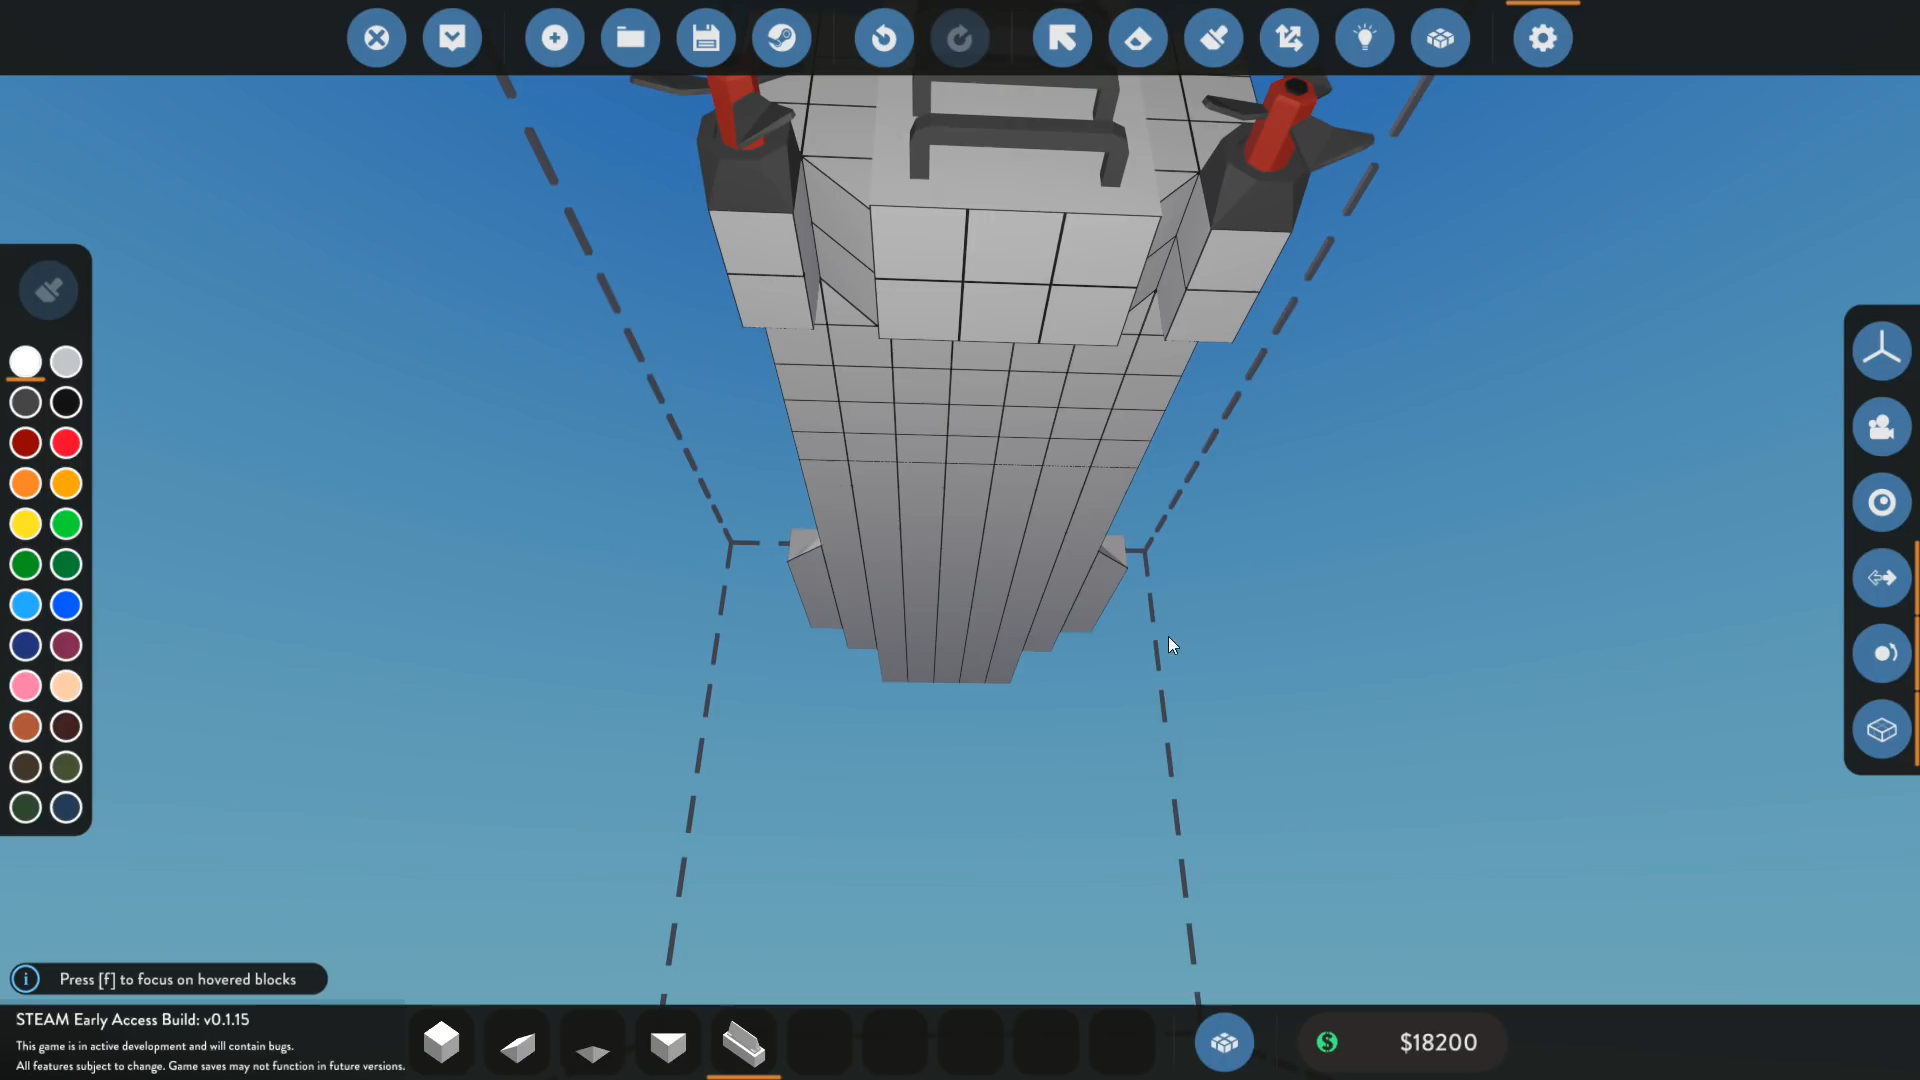 Press [f] to focus on hovered blocks
STEAM Early Access Build: v0.1.15
This game is in active development and will contain bugs.
All features subject to change. Game saves may not function in future versions.
$18200